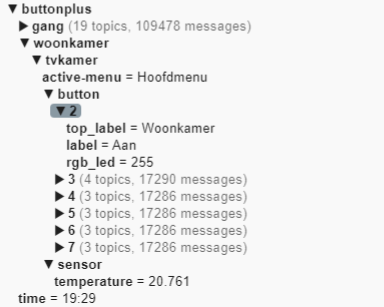 ▼ buttonplus
▶ gang (19 topics, 109478 messages)
▼ woonkamer
▼ tvkamer
active-menu = Hoofdmenu
▼ button
▼ 2
top_label = Woonkamer
label = Aan
rgb_led = 255
▶ 3 (4 topics, 17290 messages)
▶ 4 (3 topics, 17286 messages)
▶ 5 (3 topics, 17286 messages)
▶ 6 (3 topics, 17286 messages)
▶ 7 (3 topics, 17286 messages)
▼ sensor
temperature = 20.761
time = 19:29